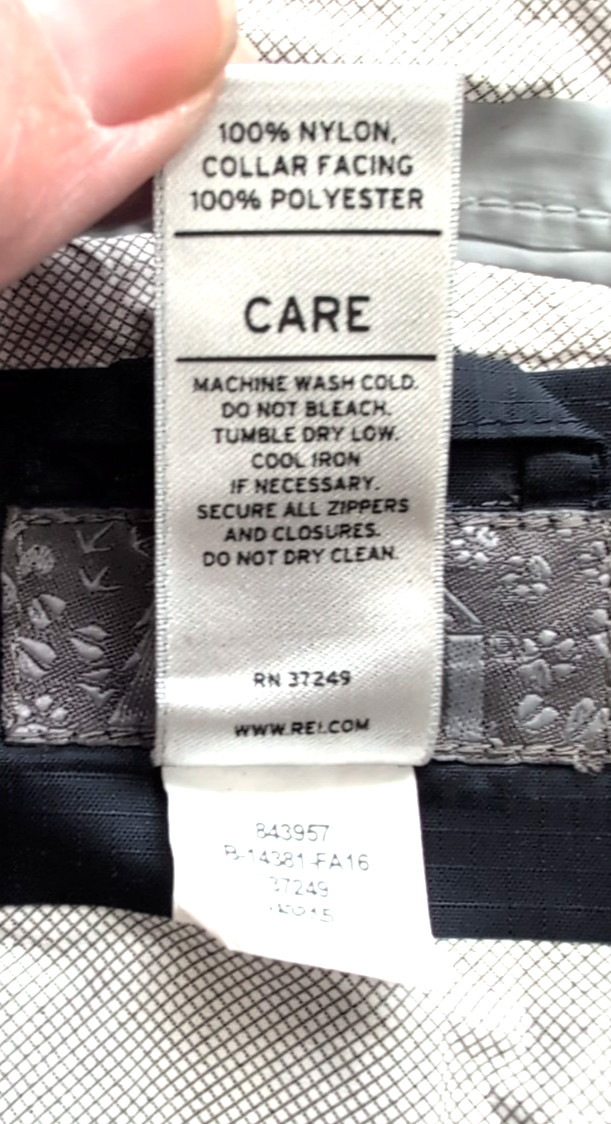 100% NYLON,
COLLAR FACING
100% POLYESTER
CARE
MACHINE WASH COLD.
DO NOT BLEACH.
TUMBLE DRY LOW.
COOL IRON
IF NECESSARY.
SECURE ALL ZIPPERS
AND CLOSURES.
DO NOT DRY CLEAN.
RN 37249
WWW.REI.COM
843957
B-14381-FA16
37249